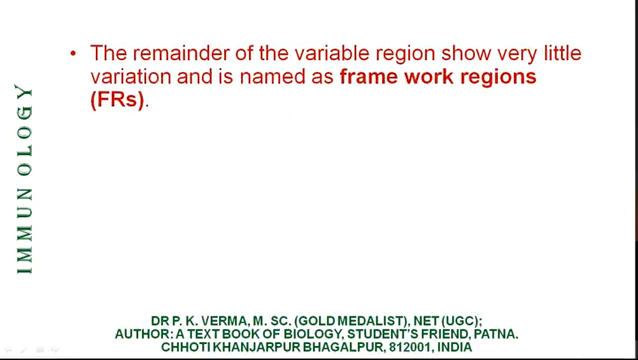 • The remainder of the variable region show very little
variation and is named as frame work regions
(FRs).
IMMUNOLOGY
DR P. K. VERMA, M. SC. (GOLD MEDALIST), NET (UGC);
AUTHOR: A TEXT BOOK OF BIOLOGY, STUDENT'S FRIEND, PATNA.
CHHOTI KHANJARPUR BHAGALPUR, 812001, INDIA